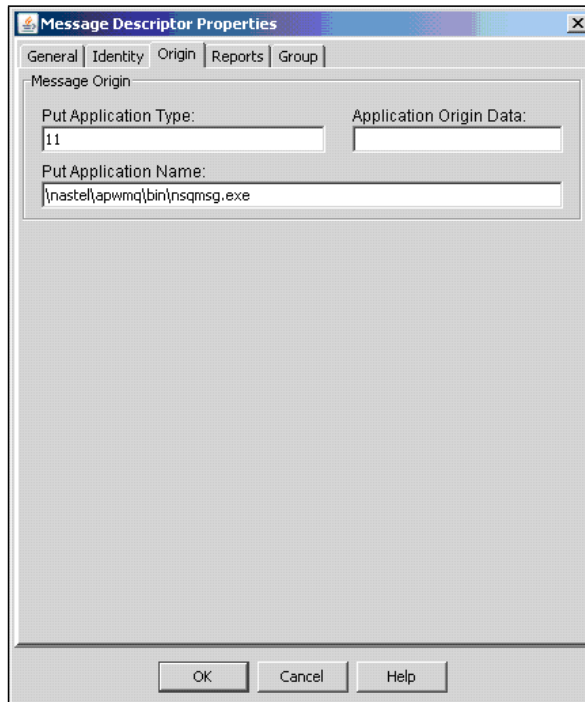 Message Descriptor Properties
General Identity Origin Reports Group
Message Origin
Put Application Type: Application Origin Data:
11
Put Application Name:
\nastel\apwmq\bin\nsqmsg.exe
OK Cancel Help